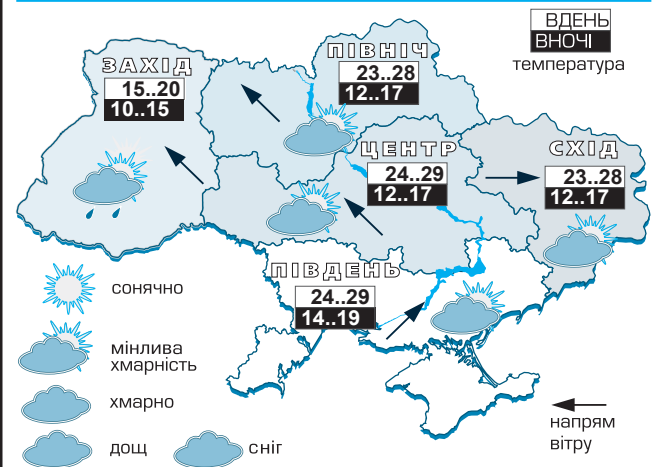 ВДЕНЬ
ВНОЧІ
температура
ПІВНІЧ
23..28
12..17
ЗАХІД
15..20
10..15
ЦЕНТР
24..29
12..17
СХІД
23..28
12..17
ПІВДЕНЬ
24..29
14..19
сонячно
мінлива
хмарність
хмарно
дощ
сніг
напрям
вітру